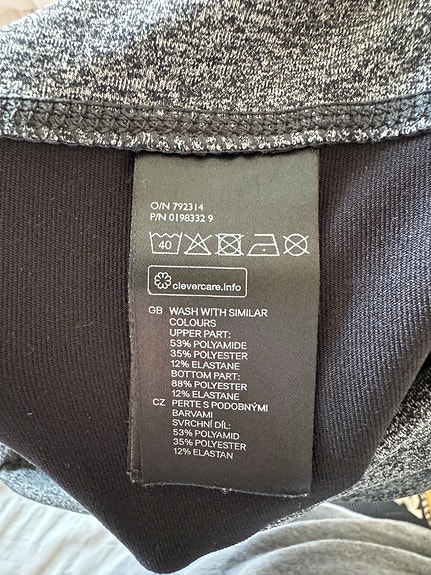 O/N 792314
P/N 0198332 9
40
clevercare.info
GB WASH WITH SIMILAR
COLOURS
UPPER PART:
53% POLYAMIDE
35% POLYESTER
12% ELASTANE
BOTTOM PART:
88% POLYESTER
12% ELASTANE
CZ PERTE S PODOBNÝMI
BARVAMI
SVRCHNÍ DÍL:
53% POLYAMID
35% POLYESTER
12% ELASTAN